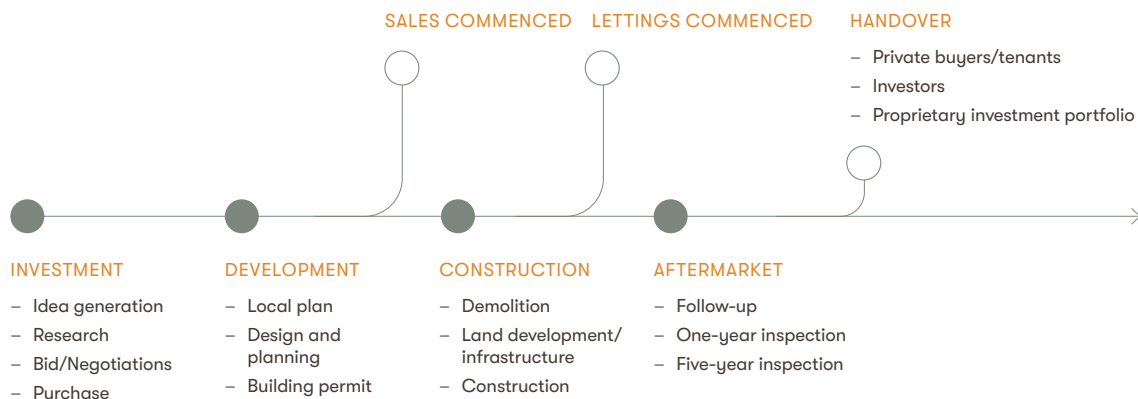 SALES COMMENCED
LETTINGS COMMENCED
HANDOVER
– Private buyers/tenants
– Investors
– Proprietary investment portfolio
INVESTMENT
– Idea generation
– Research
– Bid/Negotiations
– Purchase
DEVELOPMENT
– Local plan
– Design and
planning
– Building permit
CONSTRUCTION
– Demolition
– Land development/
infrastructure
– Construction
AFTERMARKET
– Follow-up
– One-year inspection
– Five-year inspection